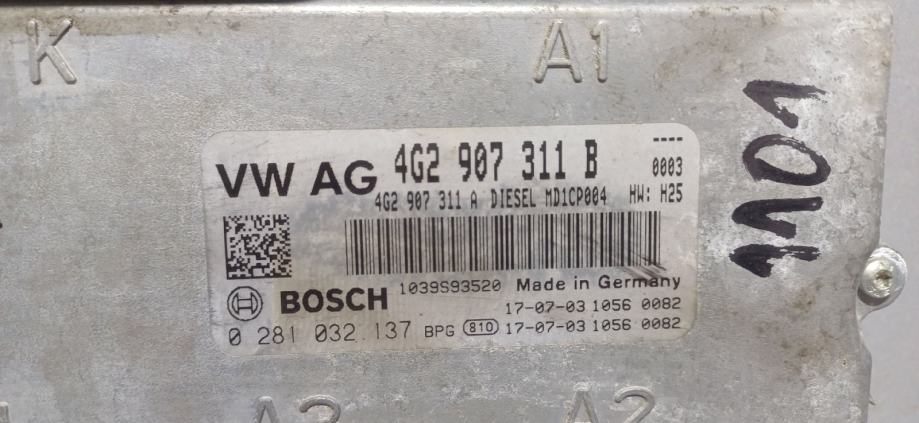 K A1
VW AG 4G2 907 311 B ----
0003
4G2 907 311 A DIESEL MD1CP004 HW: H25
1039S93520 Made in Germany
BOSCH 17-07-03 1056 0082
0 281 032 137 BPG 810 17-07-03 1056 0082
A2
1101